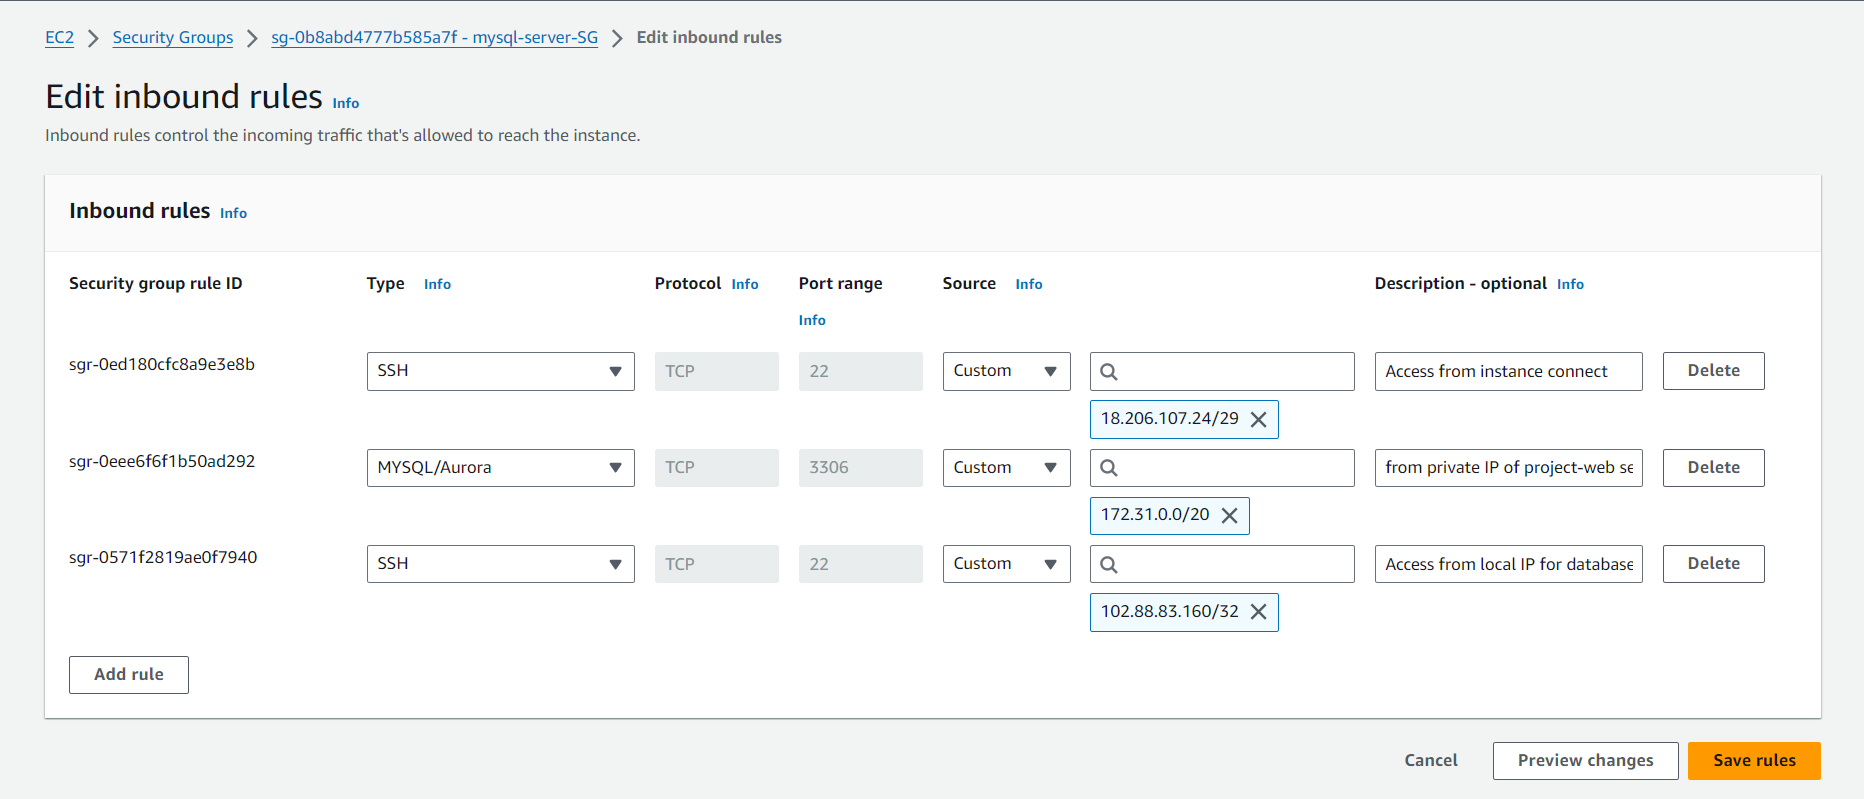 EC2 > Security Groups > sg-0b8abd4777b585a7f - mysql-server-SG > Edit inbound rules
Edit inbound rules Info
Inbound rules control the incoming traffic that's allowed to reach the instance.
Inbound rules Info
Security group rule ID Type Info Protocol Info Port range Source Info Description - optional Info
Info
sgr-0ed180cfc8a9e3e8b SSH TCP 22 Custom Access from instance connect Delete
18.206.107.24/29
sgr-0eee6f6f1b50ad292 MYSQL/Aurora TCP 3306 Custom from private IP of project-web se Delete
172.31.0.0/20
sgr-0571f2819ae0f7940 SSH TCP 22 Custom Access from local IP for database Delete
102.88.83.160/32
Add rule
Cancel Preview changes Save rules